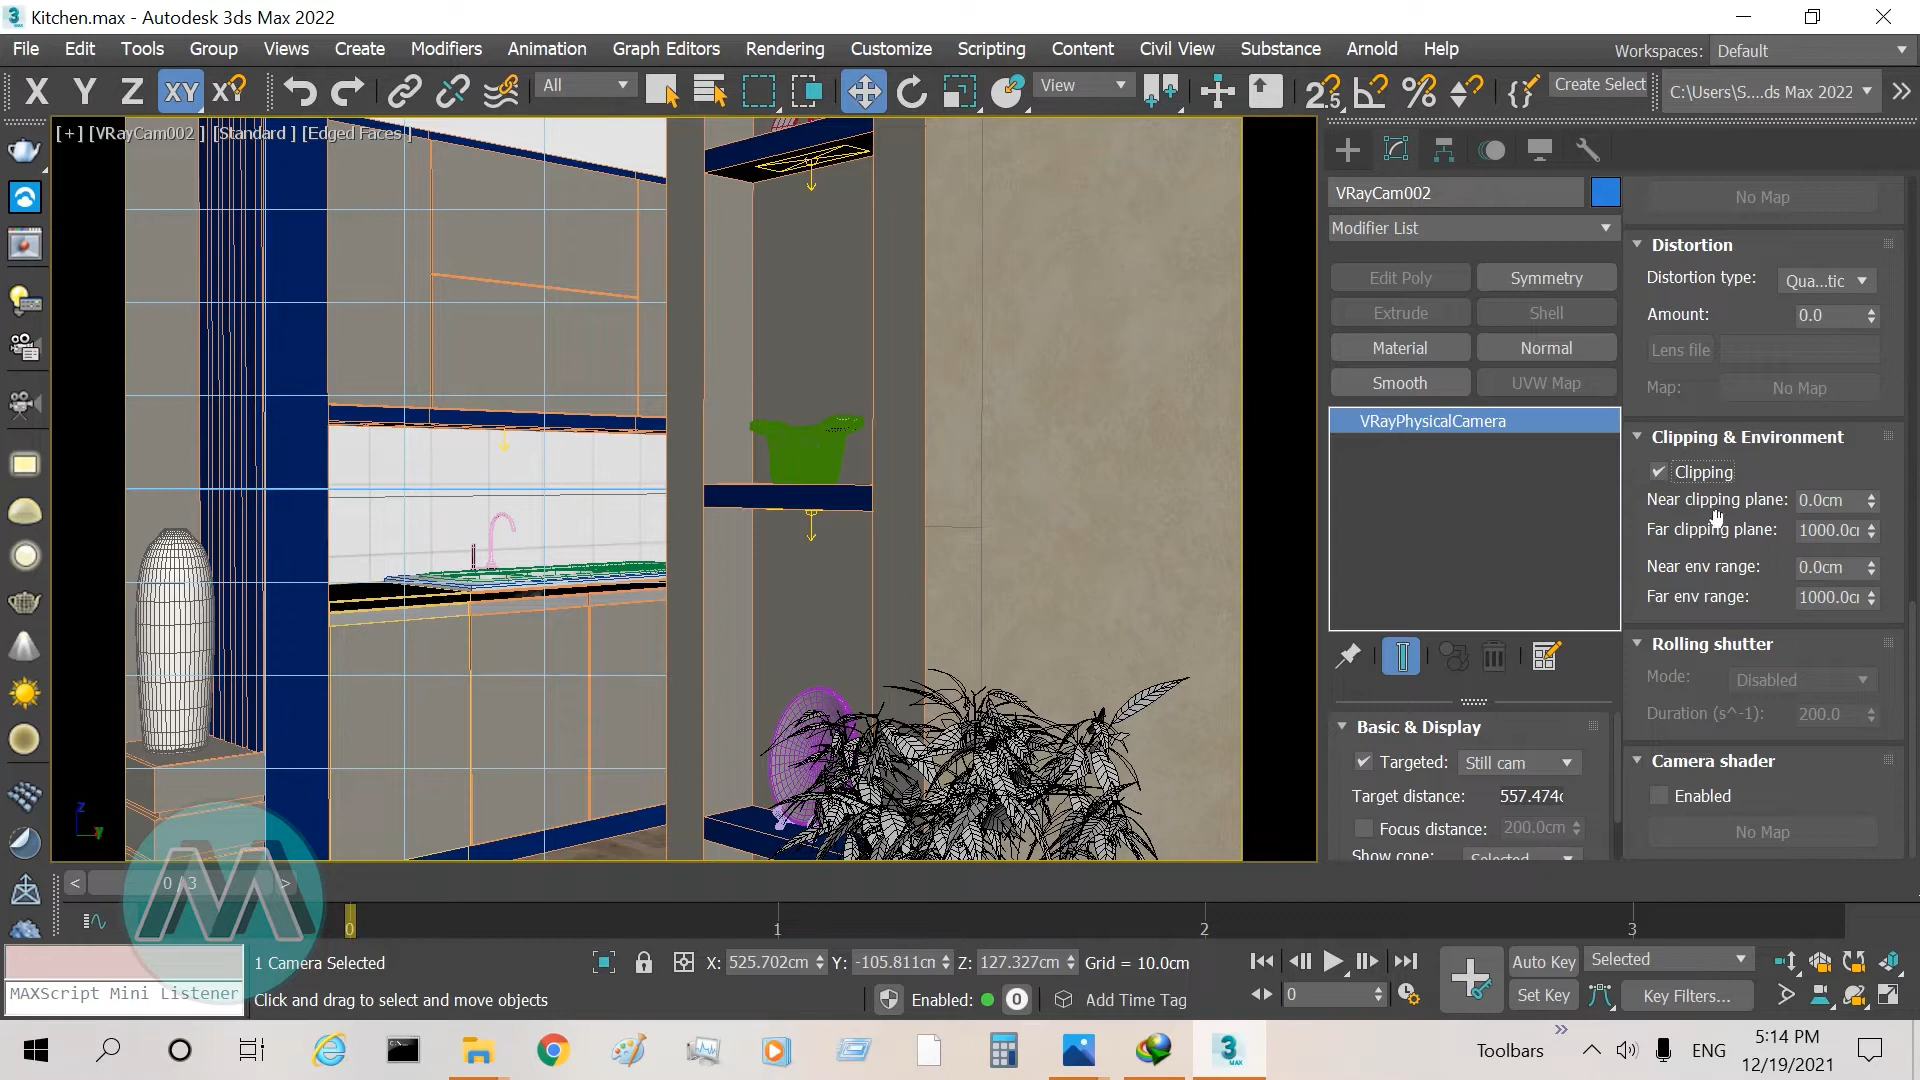 Kitchen.max - Autodesk 3ds Max 2022
File Edit Tools Group Views Create Modifiers Animation Graph Editors Rendering Customize Scripting Content Civil View Substance Arnold Help
Workspaces: Default
X Y Z XY XY All View 2.5 Create Select C:\Users\S....ds Max 2022
[+] [VRayCam002 ] [Standard ] [Edged Faces ]
VRayCam002
Modifier List
Edit Poly Symmetry
Extrude Shell
Material Normal
Smooth UVW Map
VRayPhysicalCamera
Basic & Display
Targeted: Still cam
Target distance: 557.474c
Focus distance: 200.0cm
Show cone: Selected
No Map
Distortion
Distortion type: Qua...tic
Amount: 0.0
Lens file
Map: No Map
Clipping & Environment
Clipping
Near clipping plane: 0.0cm
Far clipping plane: 1000.0cı
Near env range: 0.0cm
Far env range: 1000.0cı
Rolling shutter
Mode: Disabled
Duration (s^-1): 200.0
Camera shader
Enabled
No Map
z
y
< 0 / 3 >
0 1 2 3
1 Camera Selected X: 525.702cm Y: -105.811cn Z: 127.327cm Grid = 10.0cm
Auto Key Selected
MAXScript Mini Listener Click and drag to select and move objects Enabled: 0 Add Time Tag 0 Set Key Key Filters...
Toolbars ENG 5:14 PM
12/19/2021